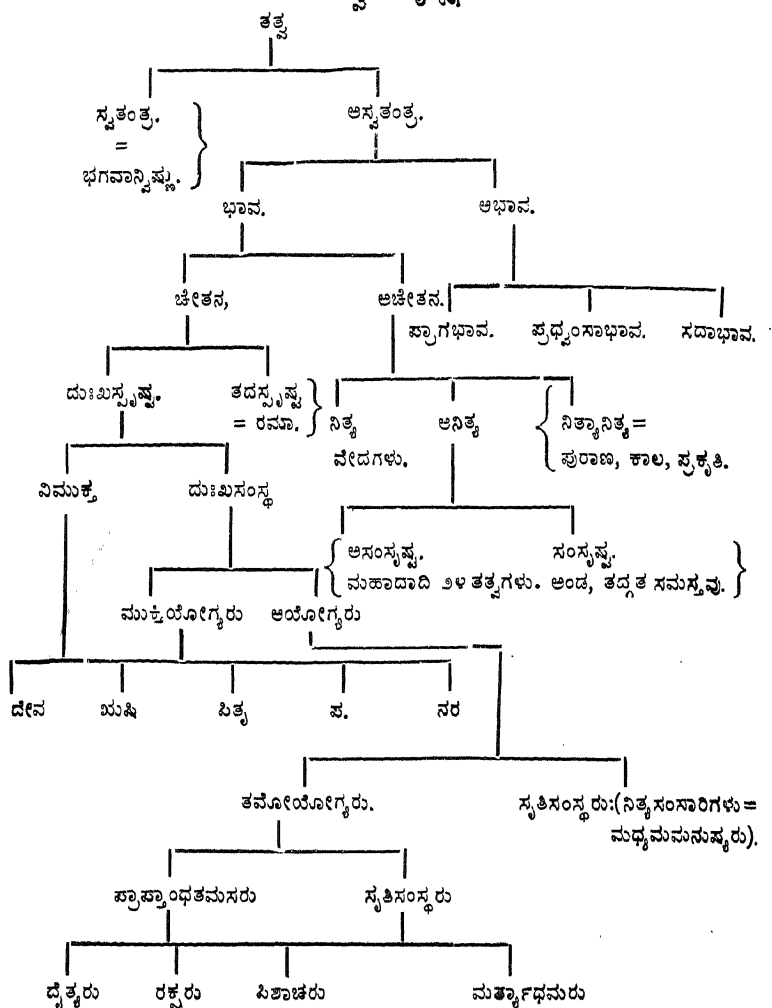 ತತ್ವ
ಸ್ವತಂತ್ರ. ಅಸ್ವತಂತ್ರ.
=
ಭಗವಾನ್ವಿಷ್ಣು.
ಭಾವ. ಅಭಾವ.
ಚೇತನ, ಅಚೇತನ.
ಪ್ರಾಗಭಾವ. ಪ್ರಧ್ವಂಸಾಭಾವ. ಸದಾಭಾವ.
ದುಃಖಸ್ಪೃಷ್ಟ. ತದಸ್ಪೃಷ್ಟ
= ರಮಾ. ನಿತ್ಯ ಅನಿತ್ಯ ನಿತ್ಯಾನಿತ್ಯ =
ವೇದಗಳು. ಪುರಾಣ, ಕಾಲ, ಪ್ರಕೃತಿ.
ವಿಮುಕ್ತ ದುಃಖಸಂಸ್ಥ
ಅಸಂಸೃಷ್ಟ. ಸಂಸೃಷ್ಟ.
ಮಹಾದಾದಿ ೨೪ ತತ್ವಗಳು. ಅಂಡ, ತದ್ಗತ ಸಮಸ್ತವು.
ಮುಕ್ತಿಯೋಗ್ಯರು ಅಯೋಗ್ಯರು
ದೇವ ಋಷಿ ಪಿತೃ ಪ. ನರ
ತಮೋಯೋಗ್ಯರು. ಸೃತಿಸಂಸ್ಥರು:(ನಿತ್ಯಸಂಸಾರಿಗಳು=
ಮಧ್ಯಮಮನುಷ್ಯರು).
ಪ್ರಾಪ್ತಾಂಧತಮಸರು ಸೃತಿಸಂಸ್ಥರು
ದೈತ್ಯರು ರಕ್ಷರು ಪಿಶಾಚರು ಮರ್ತ್ಯಾಧಮರು